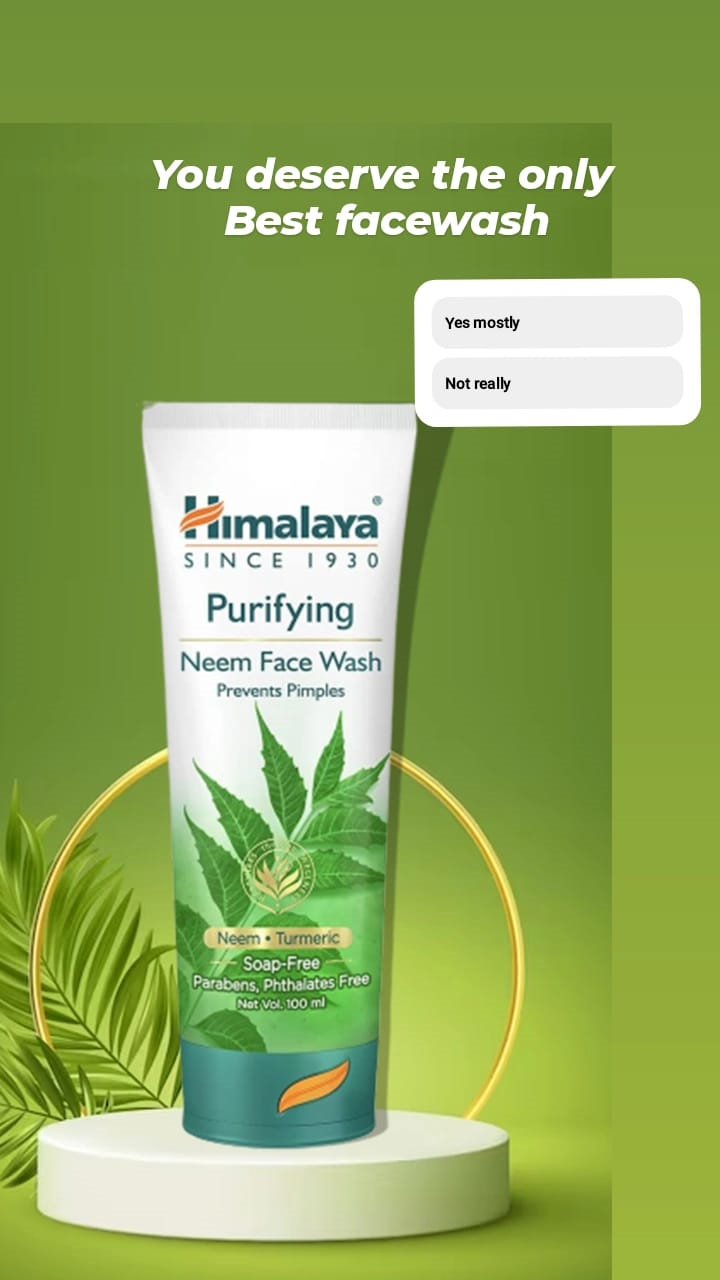 You deserve the only
Best facewash
Yes mostly
Not really
Himalaya®
SINCE 1930
Purifying
Neem Face Wash
Prevents Pimples
Neem • Turmeric
Soap-Free
Parabens, Phthalates Free
Net Vol. 100 ml